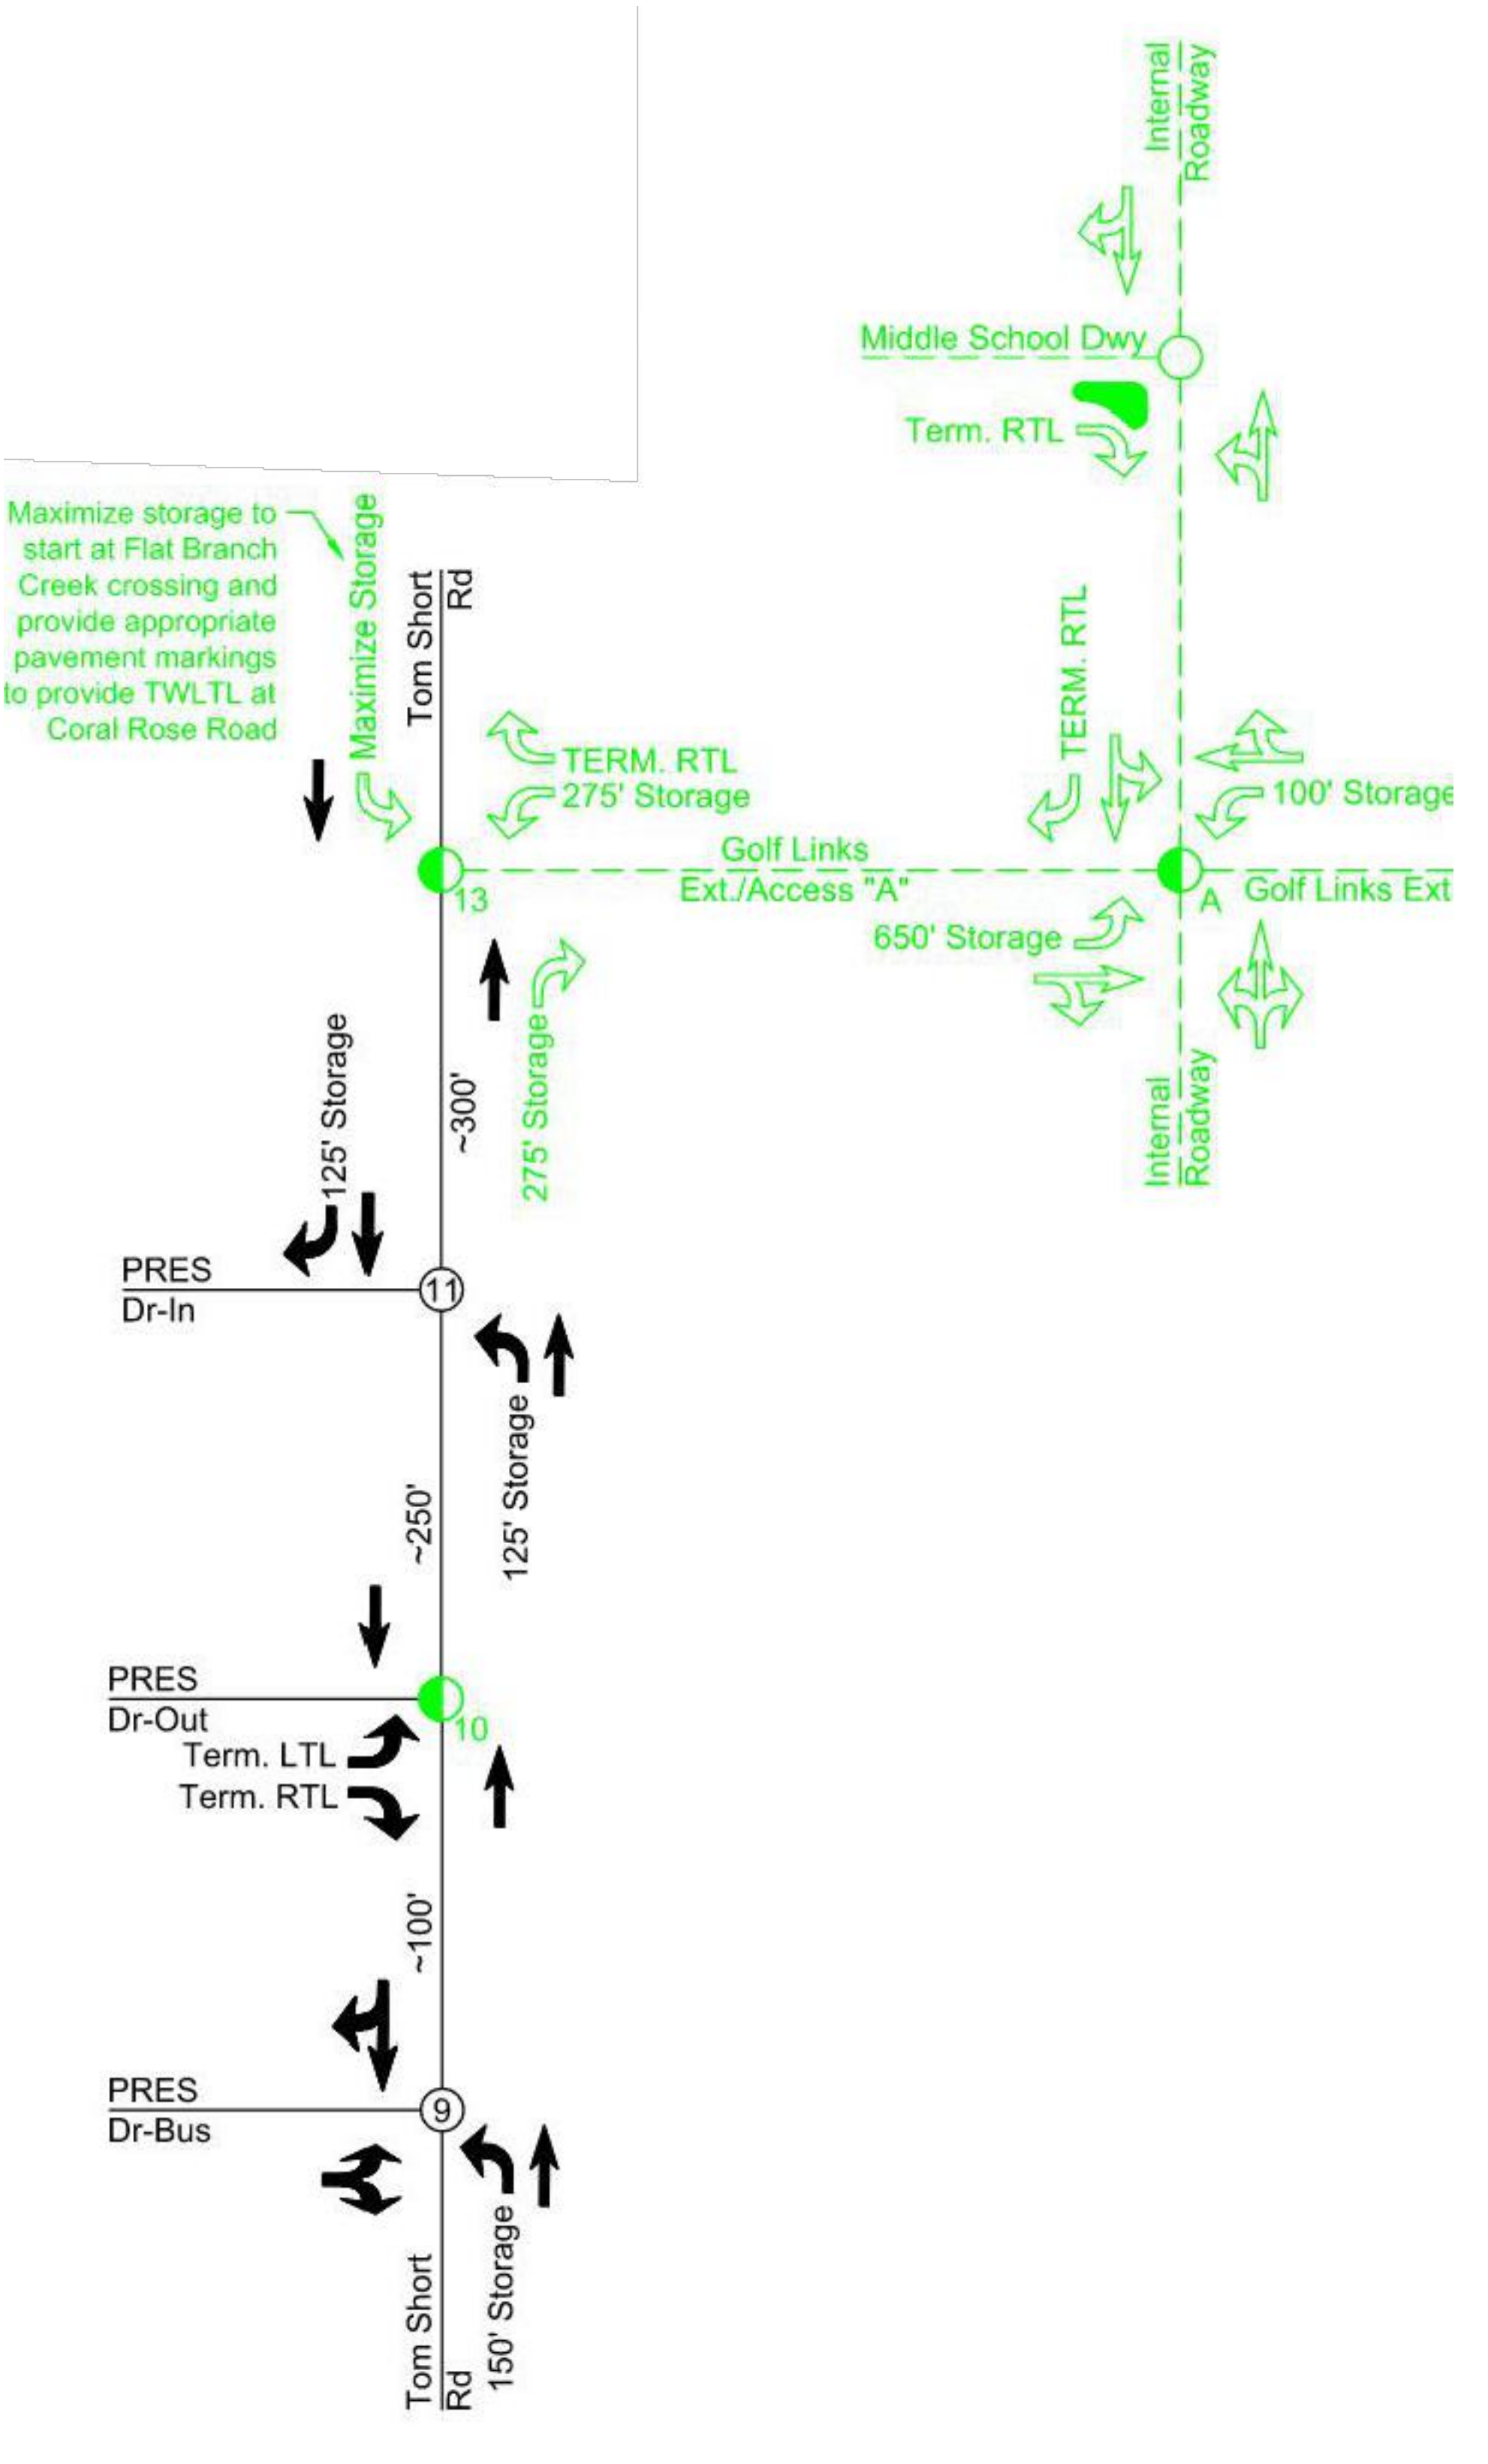 Internal
Roadway
Middle School Dwy
Term. RTL
Maximize storage to
start at Flat Branch
Creek crossing and
provide appropriate
pavement markings
to provide TWLTL at
Coral Rose Road
Maximize Storage
Tom Short
Rd
TERM. RTL
275' Storage
TERM. RTL
100' Storage
13
Golf Links
Ext./Access "A"
A
Golf Links Ext
650' Storage
275' Storage
Internal
Roadway
125' Storage
~300'
PRES
Dr-In
11
125' Storage
~250'
PRES
Dr-Out
10
Term. LTL
Term. RTL
~100'
PRES
Dr-Bus
9
150' Storage
Tom Short
Rd